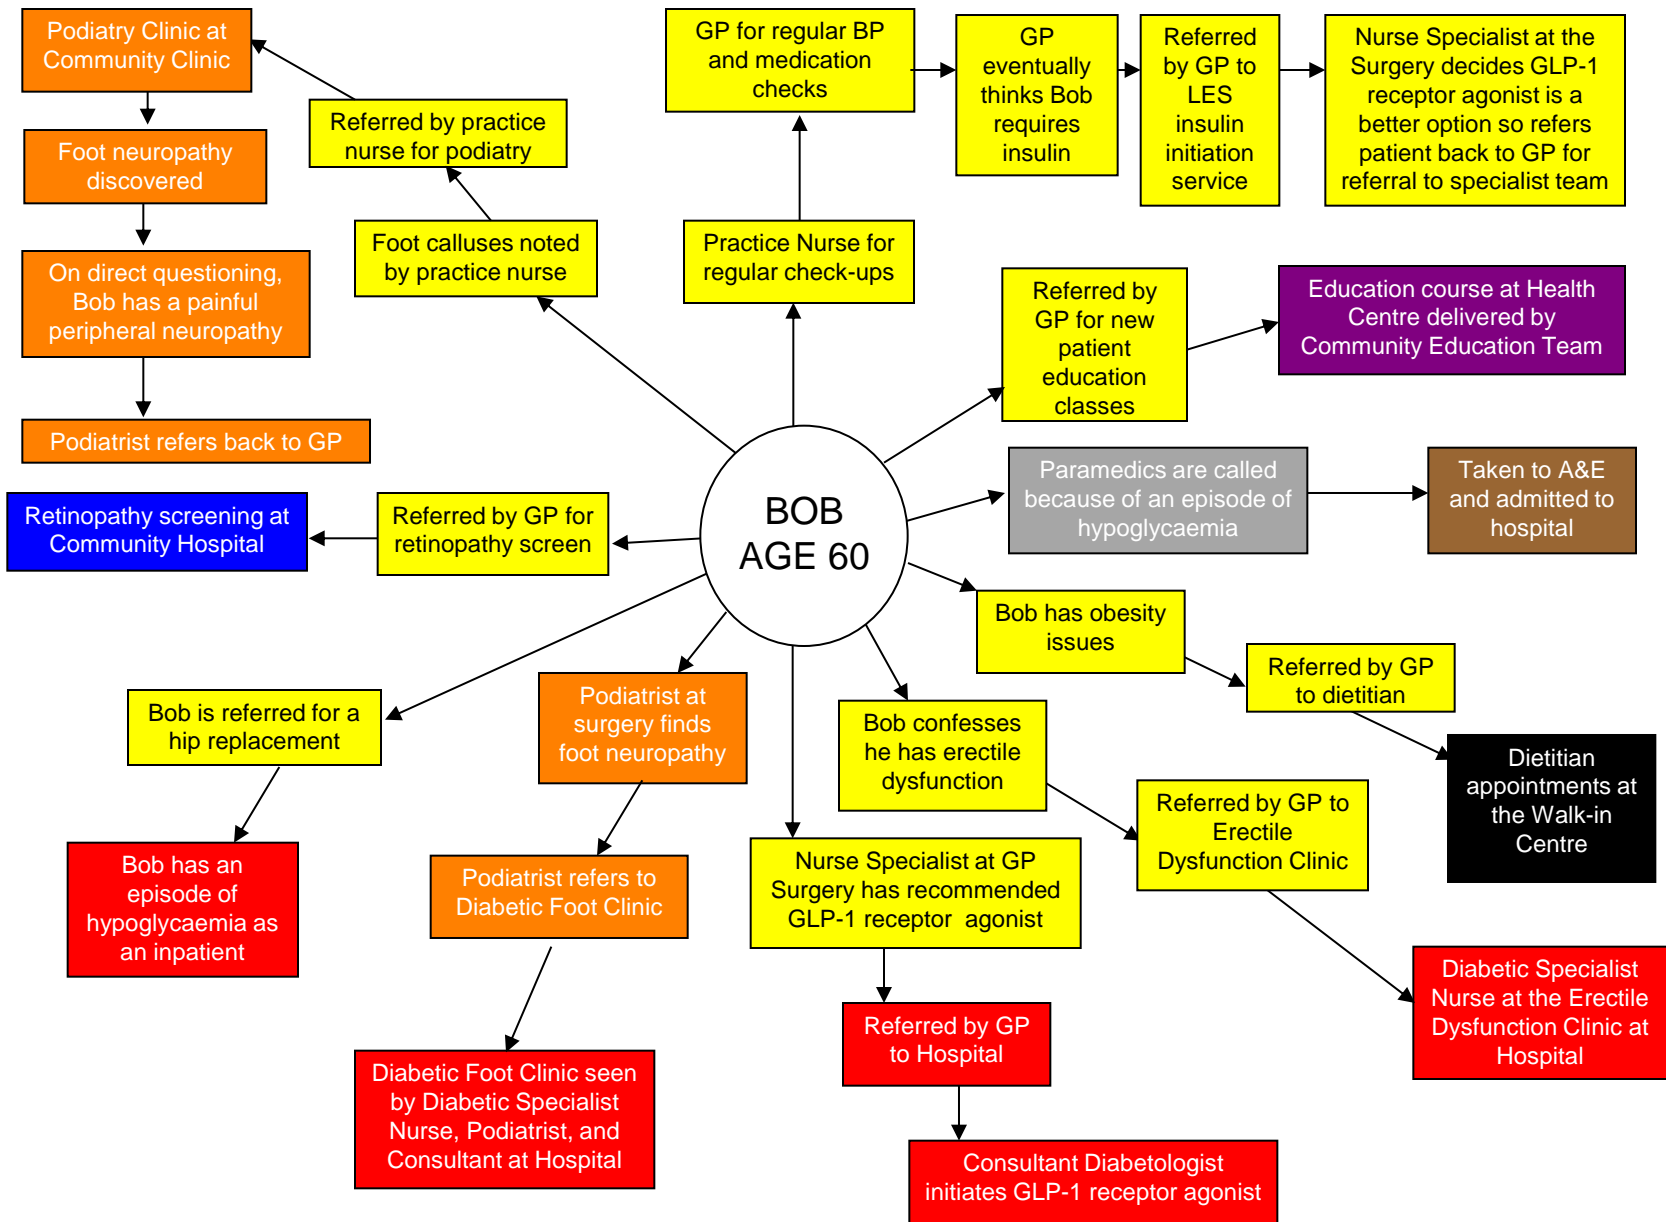 Podiatry Clinic at
Community Clinic
Foot neuropathy
discovered
On direct questioning,
Bob has a painful
peripheral neuropathy
Podiatrist refers back to GP
Referred by practice
nurse for podiatry
Foot calluses noted
by practice nurse
GP for regular BP
and medication
checks
Practice Nurse for
regular check-ups
GP
eventually
thinks Bob
requires
insulin
Referred
by GP to
LES
insulin
initiation
service
Nurse Specialist at the
Surgery decides GLP-1
receptor agonist is a
better option so refers
patient back to GP for
referral to specialist team
Referred by
GP for new
patient
education
classes
Education course at Health
Centre delivered by
Community Education Team
BOB
AGE 60
Paramedics are called
because of an episode of
hypoglycaemia
Taken to A&E
and admitted to
hospital
Retinopathy screening at
Community Hospital
Referred by GP for
retinopathy screen
Bob has obesity
issues
Referred by GP
to dietitian
Dietitian
appointments at
the Walk-in
Centre
Bob is referred for a
hip replacement
Bob has an
episode of
hypoglycaemia as
an inpatient
Podiatrist at
surgery finds
foot neuropathy
Podiatrist refers to
Diabetic Foot Clinic
Diabetic Foot Clinic seen
by Diabetic Specialist
Nurse, Podiatrist, and
Consultant at Hospital
Nurse Specialist at GP
Surgery has recommended
GLP-1 receptor agonist
Referred by GP
to Hospital
Consultant Diabetologist
initiates GLP-1 receptor agonist
Bob confesses
he has erectile
dysfunction
Referred by GP to
Erectile
Dysfunction Clinic
Diabetic Specialist
Nurse at the Erectile
Dysfunction Clinic at
Hospital